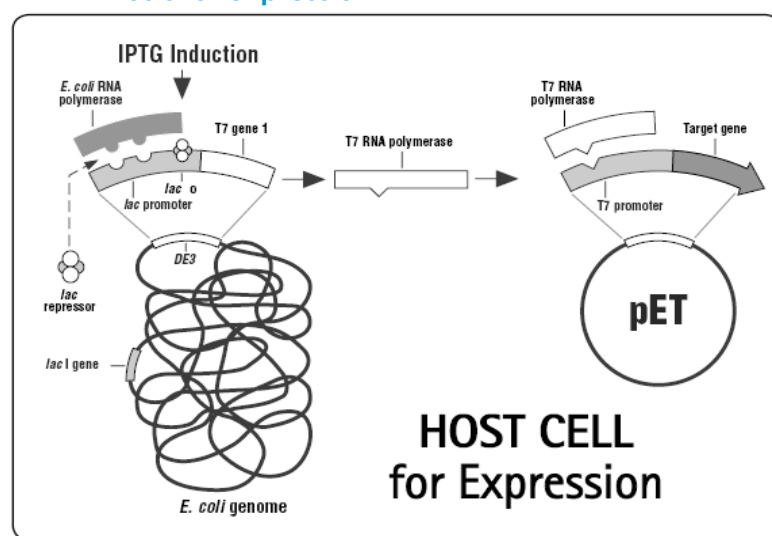 IPTG Induction
E. coli RNA
polymerase
T7 gene 1
lac o
lac promoter
lac
repressor
DE3
lac I gene
E. coli genome
T7 RNA polymerase
T7 RNA
polymerase
Target gene
T7 promoter
pET
HOST CELL
for Expression